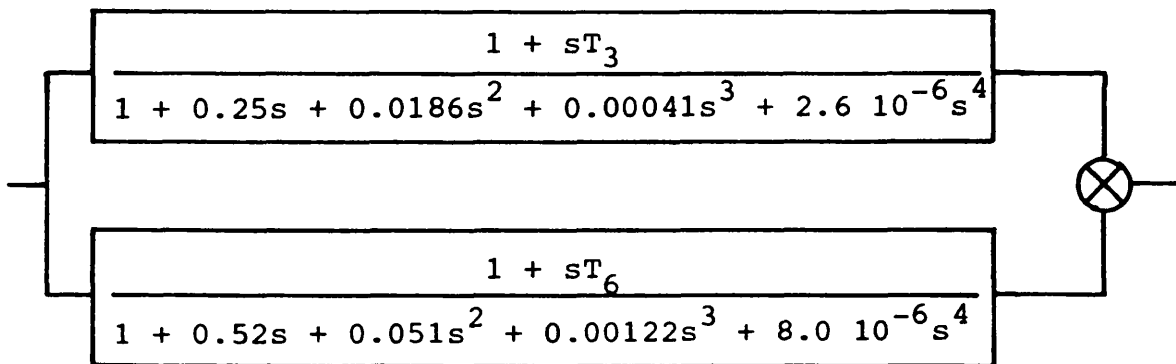 1 + sT₃
1 + 0.25s + 0.0186s² + 0.00041s³ + 2.6 10⁻⁶s⁴
1 + sT₆
1 + 0.52s + 0.051s² + 0.00122s³ + 8.0 10⁻⁶s⁴